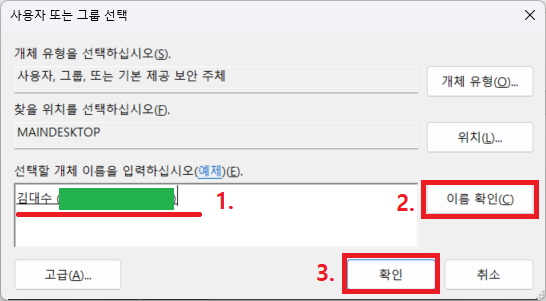 사용자 또는 그룹 선택
개체 유형을 선택하십시오(S).
사용자, 그룹, 또는 기본 제공 보안 주체
개체 유형(O)...
찾을 위치를 선택하십시오(F).
MAINDESKTOP
위치(L)...
선택할 개체 이름을 입력하십시오(예제)(E).
김대수 ( )
1.
2.
이름 확인(C)
고급(A)...
3.
확인
취소